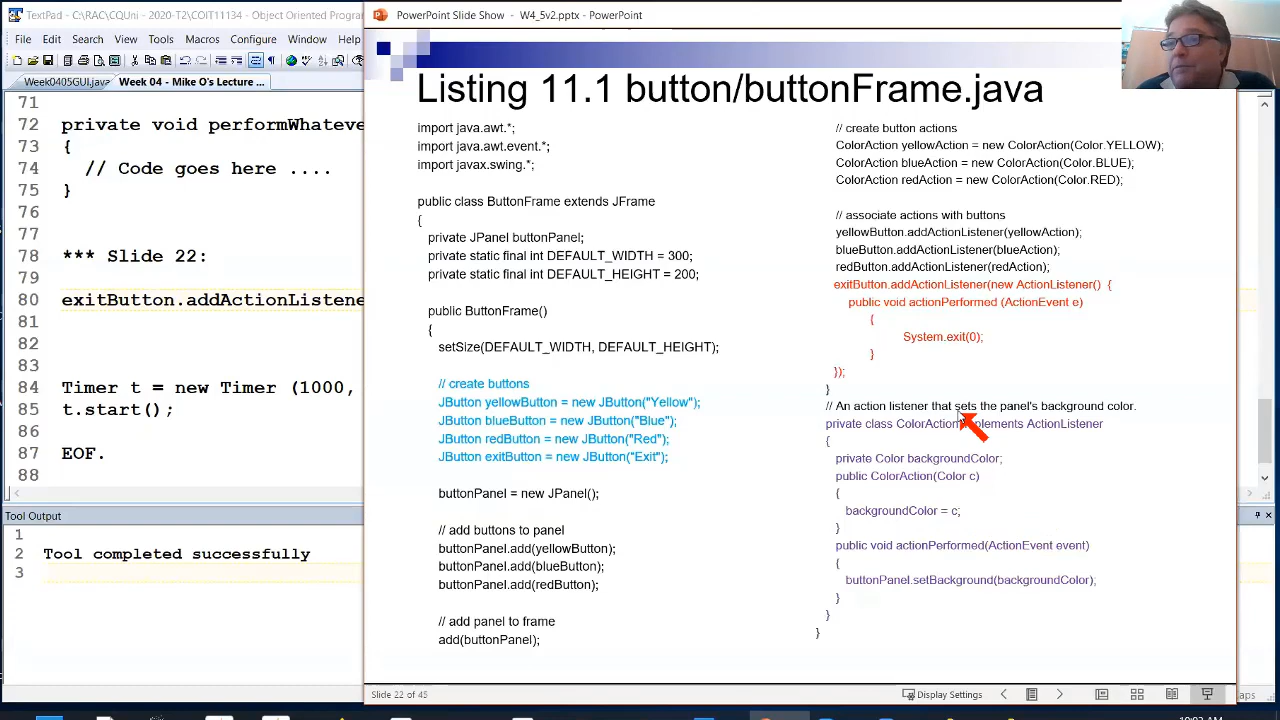 TextPad - C:\RAC\CQUni - 2020-T2\COIT11134 - Object Oriented Progra
File Edit Search View Tools Macros Configure Window
Week0405GUI.java
Week 04 - Mike O's Lecture ...
71
72 private void performWhateve
73 {
74 // Code goes here ....
75 }
76
77
78 *** Slide 22:
79
80 exitButton.addActionListene
81
82
83
84 Timer t = new Timer (1000,
85 t.start();
86
87 EOF.
88
Tool Output
1
2 Tool completed successfully
3
PowerPoint Slide Show - W4_5v2.pptx - PowerPoint
Listing 11.1 button/buttonFrame.java
import java.awt.*;
import java.awt.event.*;
import javax.swing.*;
public class ButtonFrame extends JFrame
{
private JPanel buttonPanel;
private static final int DEFAULT_WIDTH = 300;
private static final int DEFAULT_HEIGHT = 200;
public ButtonFrame()
{
setSize(DEFAULT_WIDTH, DEFAULT_HEIGHT);
// create buttons
JButton yellowButton = new JButton("Yellow");
JButton blueButton = new JButton("Blue");
JButton redButton = new JButton("Red");
JButton exitButton = new JButton("Exit");
buttonPanel = new JPanel();
// add buttons to panel
buttonPanel.add(yellowButton);
buttonPanel.add(blueButton);
buttonPanel.add(redButton);
// add panel to frame
add(buttonPanel);
// create button actions
ColorAction yellowAction = new ColorAction(Color.YELLOW);
ColorAction blueAction = new ColorAction(Color.BLUE);
ColorAction redAction = new ColorAction(Color.RED);
// associate actions with buttons
yellowButton.addActionListener(yellowAction);
blueButton.addActionListener(blueAction);
redButton.addActionListener(redAction);
exitButton.addActionListener(new ActionListener() {
public void actionPerformed (ActionEvent e)
{
System.exit(0);
}
});
}
// An action listener that sets the panel's background color.
private class ColorAction implements ActionListener
{
private Color backgroundColor;
public ColorAction(Color c)
{
backgroundColor = c;
}
public void actionPerformed(ActionEvent event)
{
buttonPanel.setBackground(backgroundColor);
}
}
}
Slide 22 of 45
Display Settings